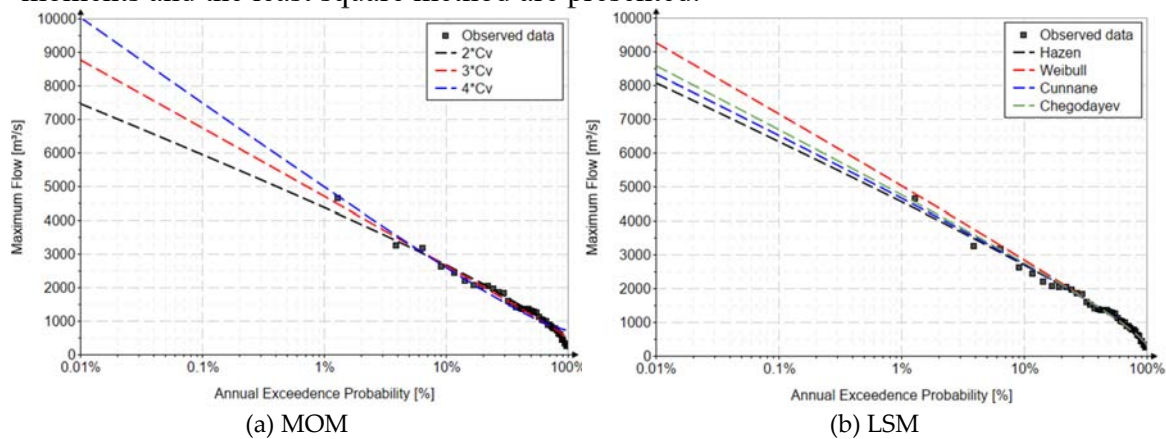 moments and the least square method are presented.
10000
9000
8000
7000
6000
5000
4000
3000
2000
1000
0
Maximum Flow [m³/s]
Observed data
2*Cv
3*Cv
4*Cv
0.01%
0.1%
1%
10%
100%
Annual Exceedence Probability [%]
(a) MOM
10000
9000
8000
7000
6000
5000
4000
3000
2000
1000
0
Maximum Flow [m³/s]
Observed data
Hazen
Weibull
Cunnane
Chegodayev
0.01%
0.1%
1%
10%
100%
Annual Exceedence Probability [%]
(b) LSM